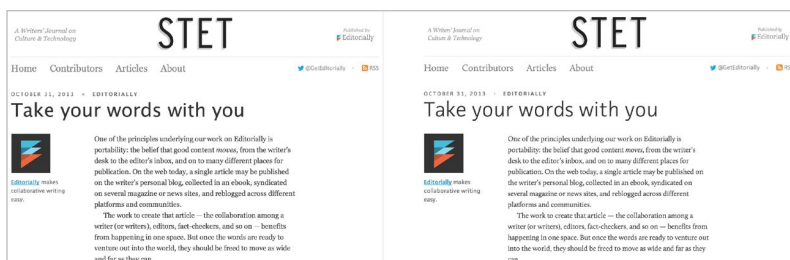 A Writers' Journal on
Culture & Technology
STET
Published by
Editorially
Home Contributors Articles About
@GetEditorially
RSS
OCTOBER 31, 2013 • EDITORIALLY
Take your words with you
Editorially makes
collaborative writing
easy.
One of the principles underlying our work on Editorially is
portability: the belief that good content moves, from the writer's
desk to the editor's inbox, and on to many different places for
publication. On the web today, a single article may be published
on the writer's personal blog, collected in an ebook, syndicated
on several magazine or news sites, and reblogged across different
platforms and communities.
The work to create that article — the collaboration among a
writer (or writers), editors, fact-checkers, and so on — benefits
from happening in one space. But once the words are ready to
venture out into the world, they should be freed to move as wide
and far as they can.
A Writers' Journal on
Culture & Technology
STET
Published by
Editorially
Home Contributors Articles About
@GetEditorially
OCTOBER 31, 2013 • EDITORIALLY
Take your words with you
Editorially makes
collaborative writing
easy.
One of the principles underlying our work on Editorially is
portability: the belief that good content moves, from the writer's
desk to the editor's inbox, and on to many different places for
publication. On the web today, a single article may be published
on the writer's personal blog, collected in an ebook, syndicated on
several magazine or news sites, and reblogged across different
platforms and communities.
The work to create that article — the collaboration among a
writer (or writers), editors, fact-checkers, and so on — benefits from
happening in one space. But once the words are ready to venture out
into the world, they should be freed to move as wide and far as they
can.